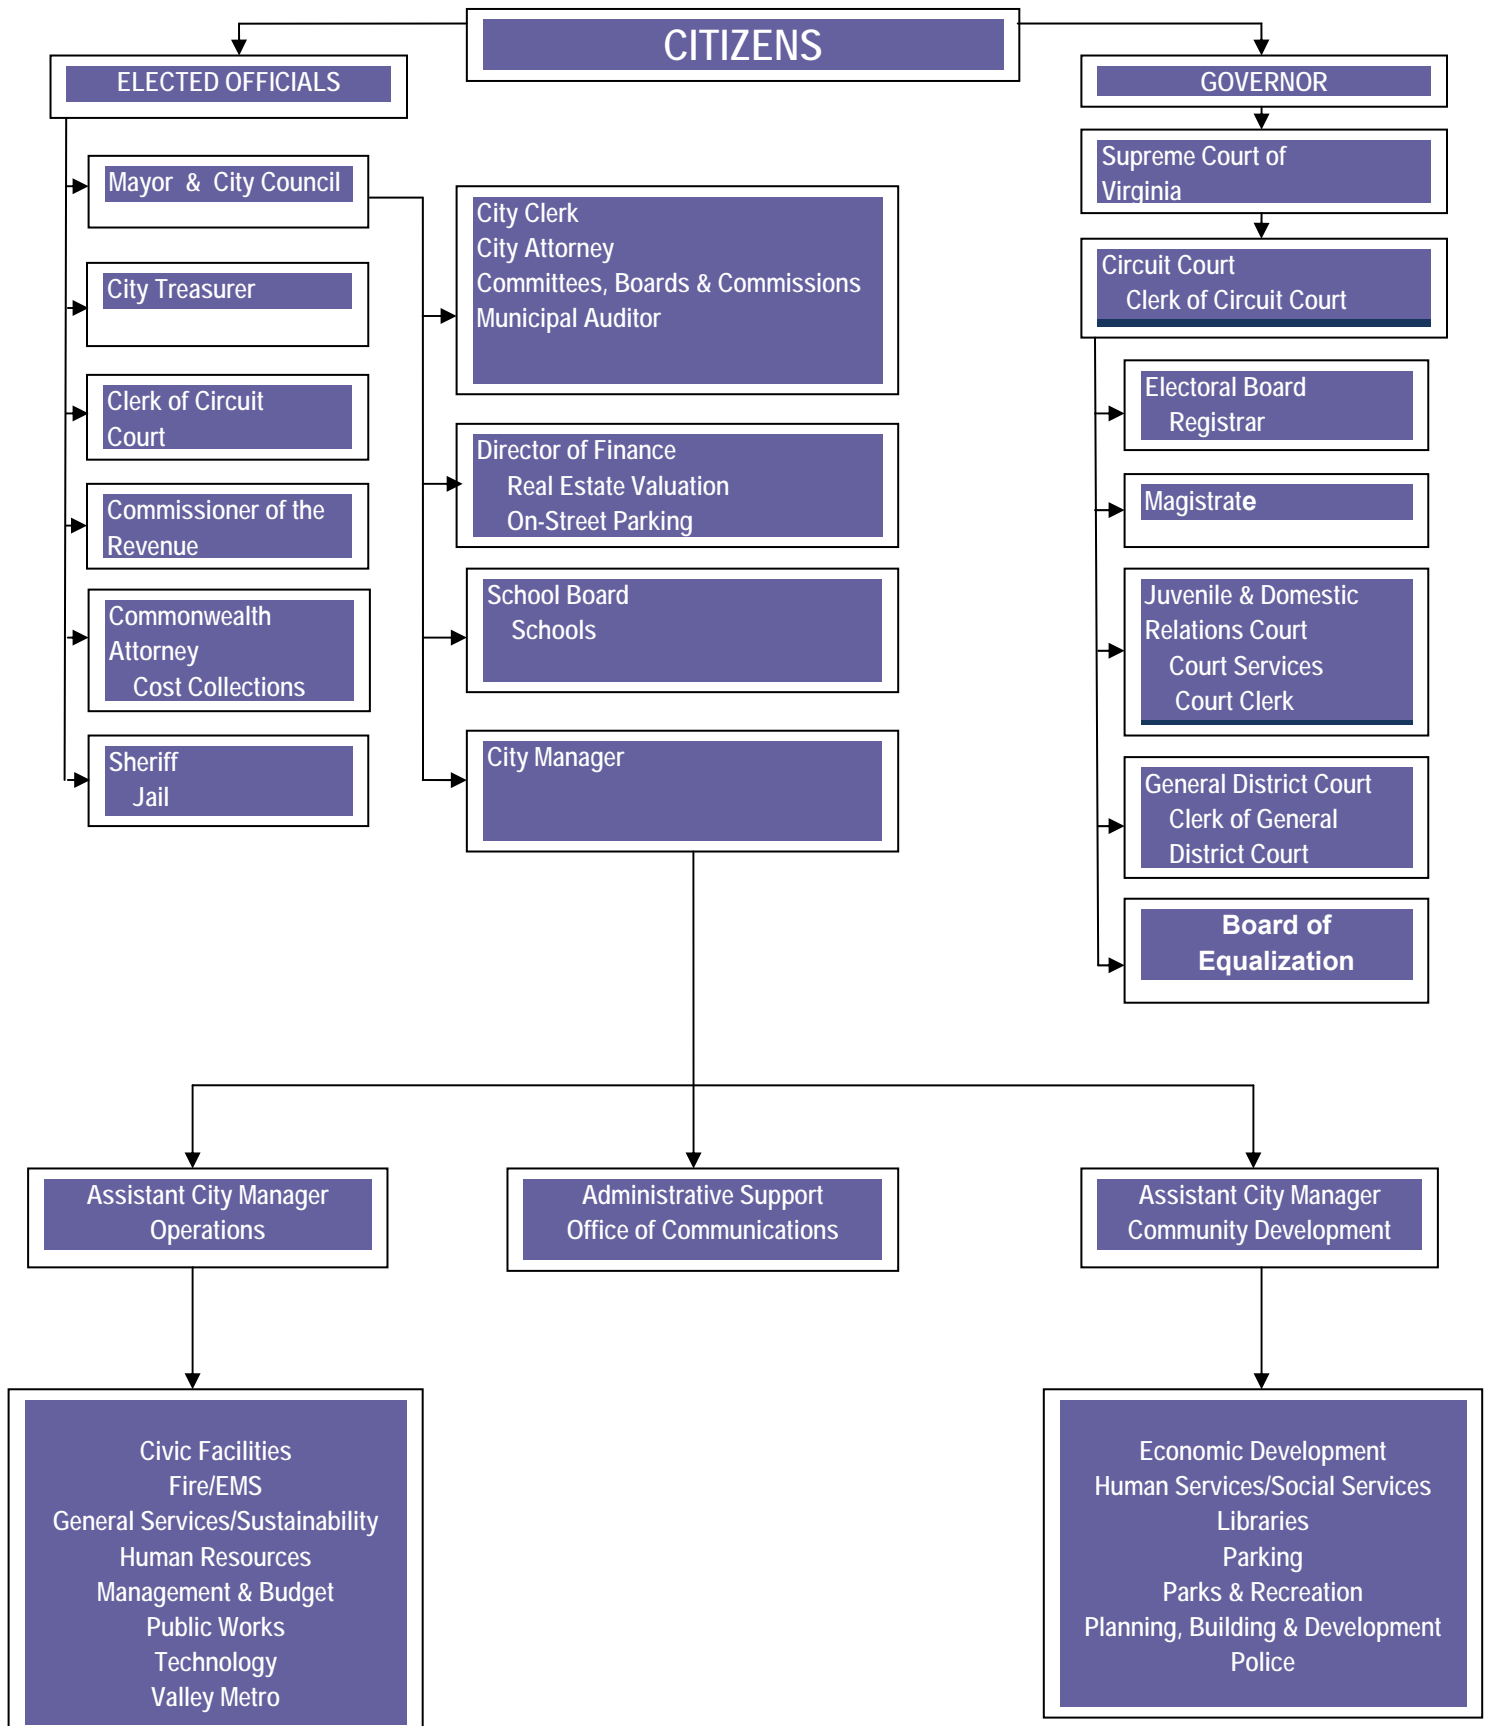 CITIZENS
ELECTED OFFICIALS
GOVERNOR
Mayor & City Council
City Treasurer
Clerk of Circuit
Court
Commissioner of the
Revenue
Commonwealth
Attorney
Cost Collections
Sheriff
Jail
City Clerk
City Attorney
Committees, Boards & Commissions
Municipal Auditor
Director of Finance
Real Estate Valuation
On-Street Parking
School Board
Schools
City Manager
Supreme Court of
Virginia
Circuit Court
Clerk of Circuit Court
Electoral Board
Registrar
Magistrate
Juvenile & Domestic
Relations Court
Court Services
Court Clerk
General District Court
Clerk of General
District Court
Board of
Equalization
Assistant City Manager
Operations
Administrative Support
Office of Communications
Assistant City Manager
Community Development
Civic Facilities
Fire/EMS
General Services/Sustainability
Human Resources
Management & Budget
Public Works
Technology
Valley Metro
Economic Development
Human Services/Social Services
Libraries
Parking
Parks & Recreation
Planning, Building & Development
Police